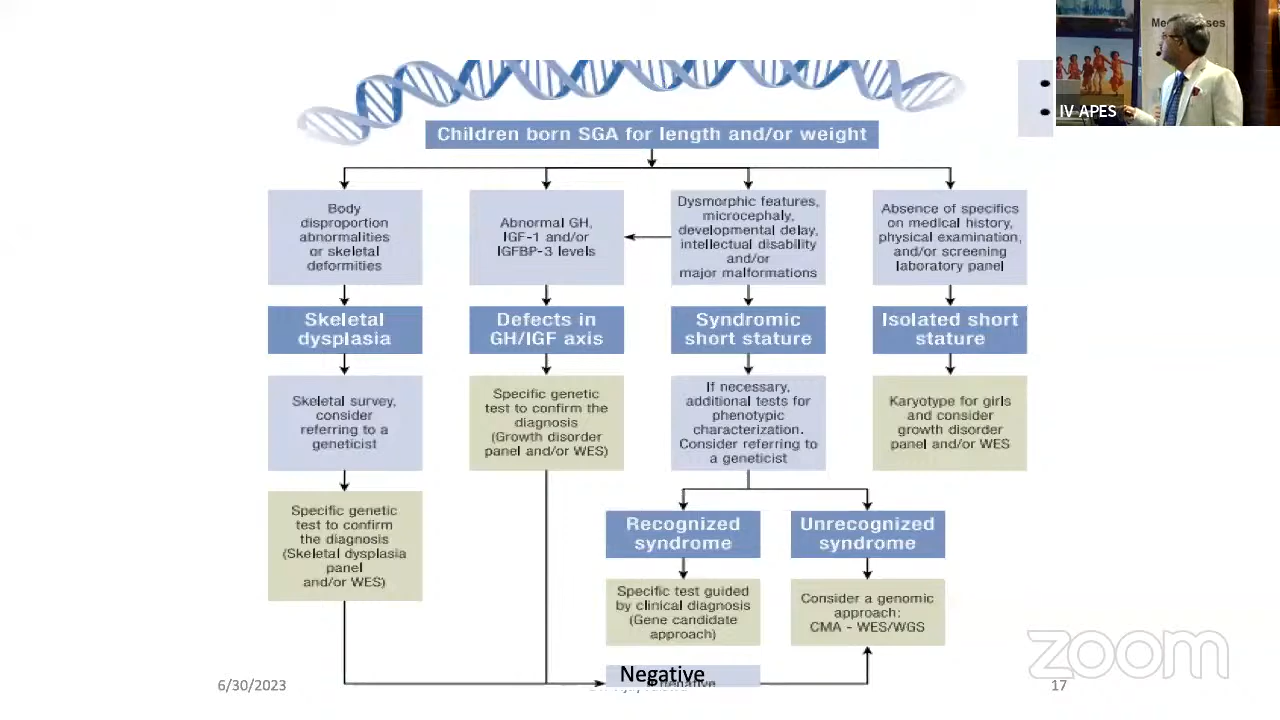 Me ses
IV APES
Children born SGA for length and/or weight
Body
disproportion
abnormalities
or skeletal
deformities
Abnormal GH,
IGF-1 and/or
IGFBP-3 levels
Dysmorphic features,
microcephaly,
developmental delay,
intellectual disability
and/or
major malformations
Absence of specifics
on medical history,
physical examination,
and/or screening
laboratory panel
Skeletal
dysplasia
Defects in
GH/IGF axis
Syndromic
short stature
Isolated short
stature
Skeletal survey,
consider
referring to a
geneticist
Specific genetic
test to confirm the
diagnosis
(Growth disorder
panel and/or WES)
If necessary,
additional tests for
phenotypic
characterization.
Consider referring to
a geneticist
Karyotype for girls
and consider
growth disorder
panel and/or WES
Specific genetic
test to confirm
the diagnosis
(Skeletal dysplasia
panel
and/or WES)
Recognized
syndrome
Unrecognized
syndrome
Specific test guided
by clinical diagnosis
(Gene candidate
approach)
Consider a genomic
approach:
CMA - WES/WGS
Negative
6/30/2023
17
zoom